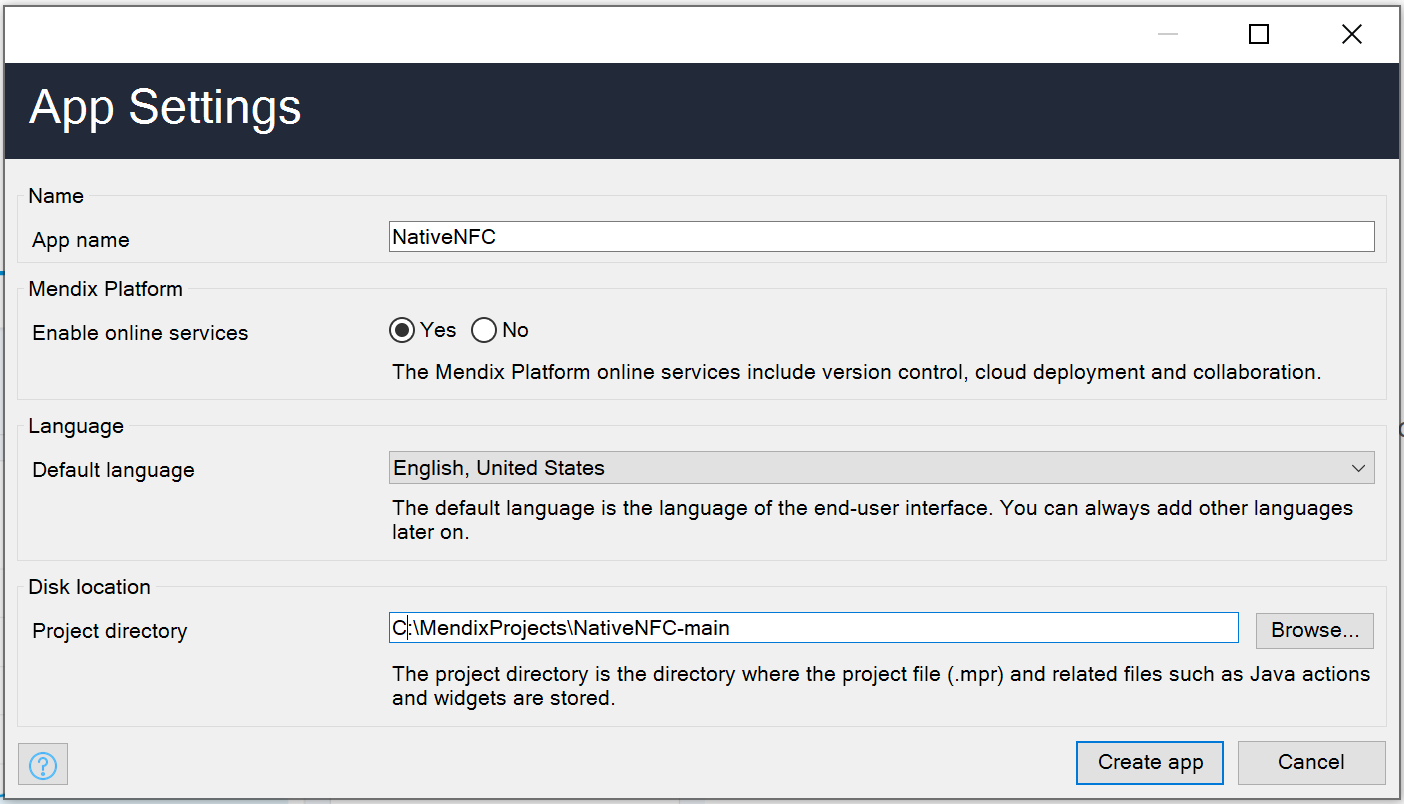 App Settings
Name
App name
NativeNFC
Mendix Platform
Enable online services
Yes
No
The Mendix Platform online services include version control, cloud deployment and collaboration.
Language
Default language
English, United States
The default language is the language of the end-user interface. You can always add other languages
later on.
Disk location
Project directory
C:\MendixProjects\NativeNFC-main
Browse...
The project directory is the directory where the project file (.mpr) and related files such as Java actions
and widgets are stored.
?
Create app
Cancel